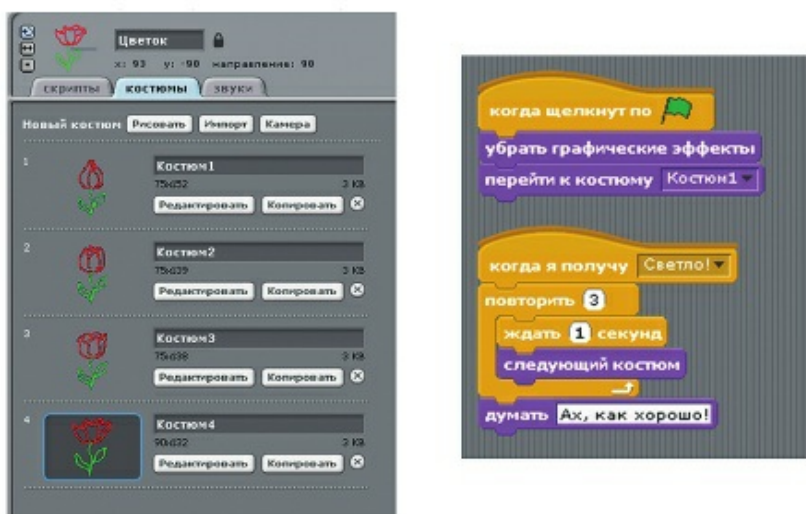 Цветок
x: 93 y: -90 направление: 90
скрипты костюмы звуки
Новый костюм Рисовать Импорт Камера
1
Костюм1
3 KB
Редактировать Копировать
2
Костюм2
3 KB
Редактировать Копировать
3
Костюм3
3 KB
Редактировать Копировать
4
Костюм4
3 KB
Редактировать Копировать
когда щелкнут по
убрать графические эффекты
перейти к костюму Костюм1
когда я получу Светло!
повторить 3
ждать 1 секунд
следующий костюм
думать Ах, как хорошо!